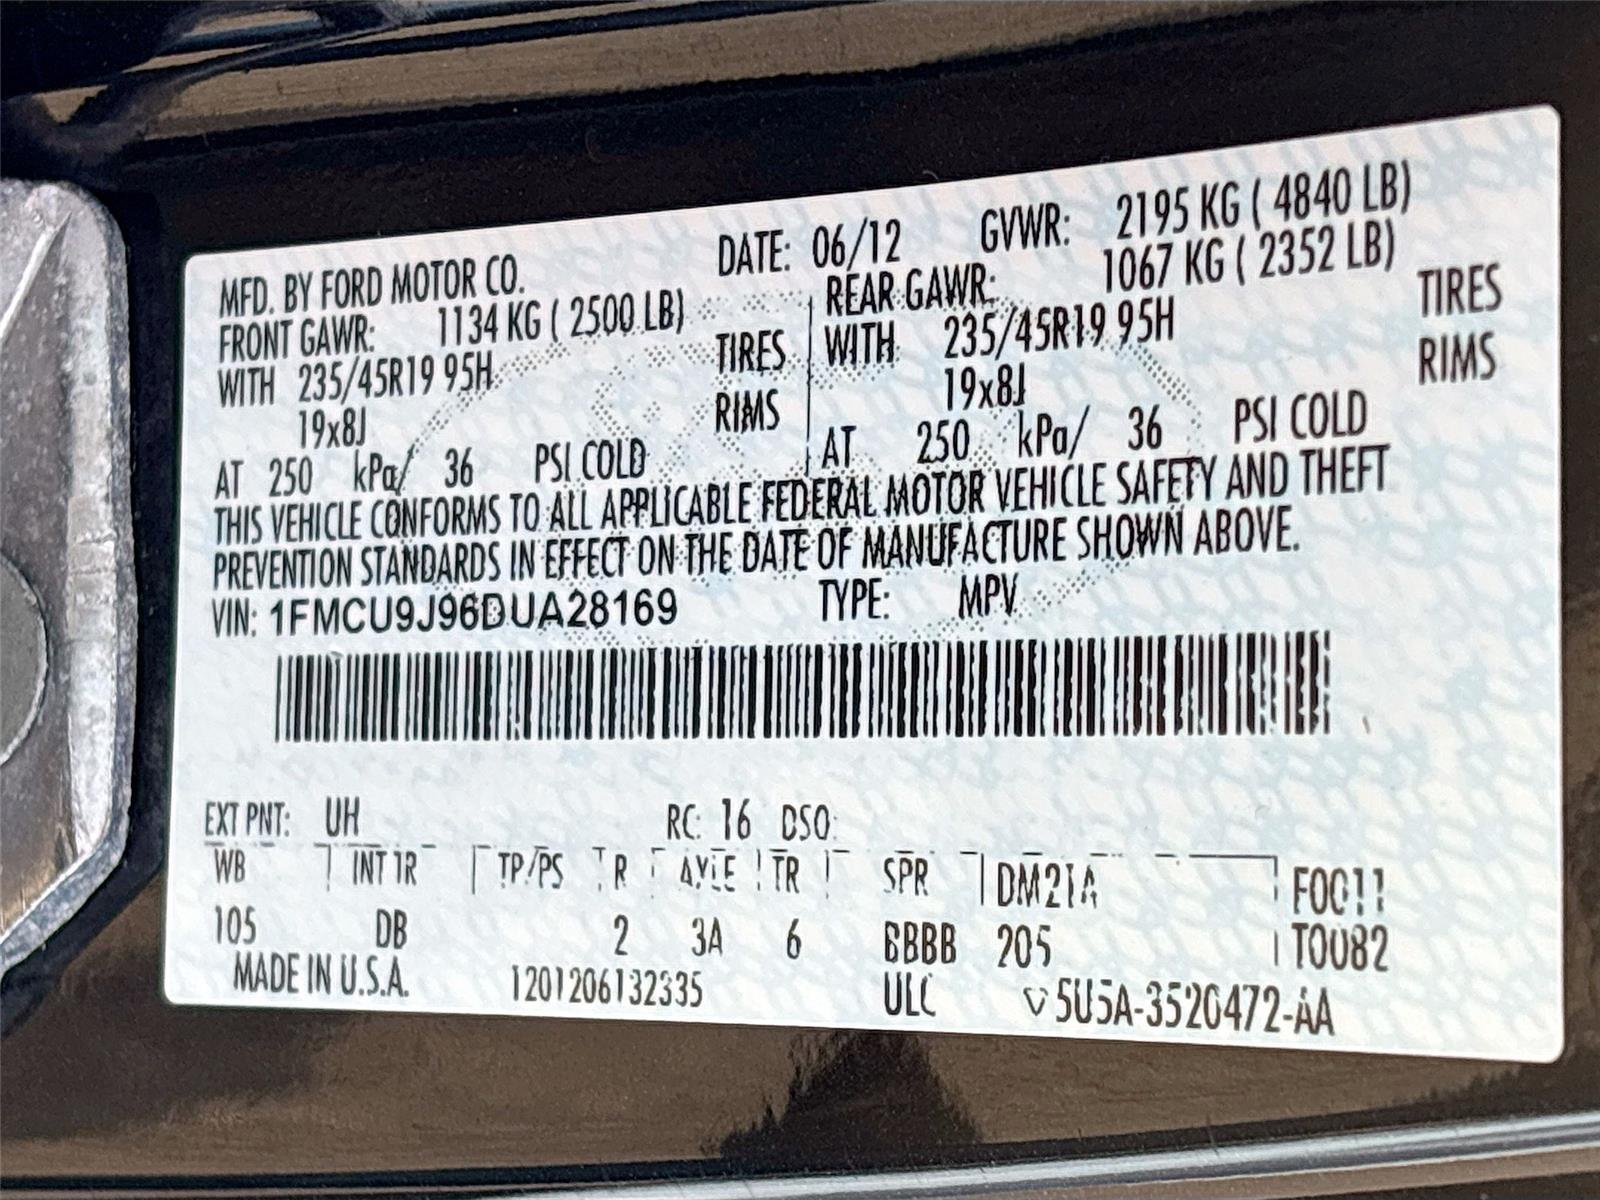 MFD. BY FORD MOTOR CO. DATE: 06/12 GVWR: 2195 KG ( 4840 LB)
FRONT GAWR: 1134 KG ( 2500 LB) REAR GAWR: 1067 KG ( 2352 LB)
WITH 235/45R19 95H TIRES WITH 235/45R19 95H TIRES
19x8J RIMS 19x8J RIMS
AT 250 kPa/ 36 PSI COLD AT 250 kPa/ 36 PSI COLD
THIS VEHICLE CONFORMS TO ALL APPLICABLE FEDERAL MOTOR VEHICLE SAFETY AND THEFT
PREVENTION STANDARDS IN EFFECT ON THE DATE OF MANUFACTURE SHOWN ABOVE.
VIN: 1FMCU9J96DUA28169 TYPE: MPV
EXT PNT: UH RC: 16 DSO:
WB INT TR TP/PS R AXLE TR SPR DM21A F0011
105 DB 2 3A 6 BBBB 205 T0082
MADE IN U.S.A. 1201206132335 ULC 5U5A-3520472-AA